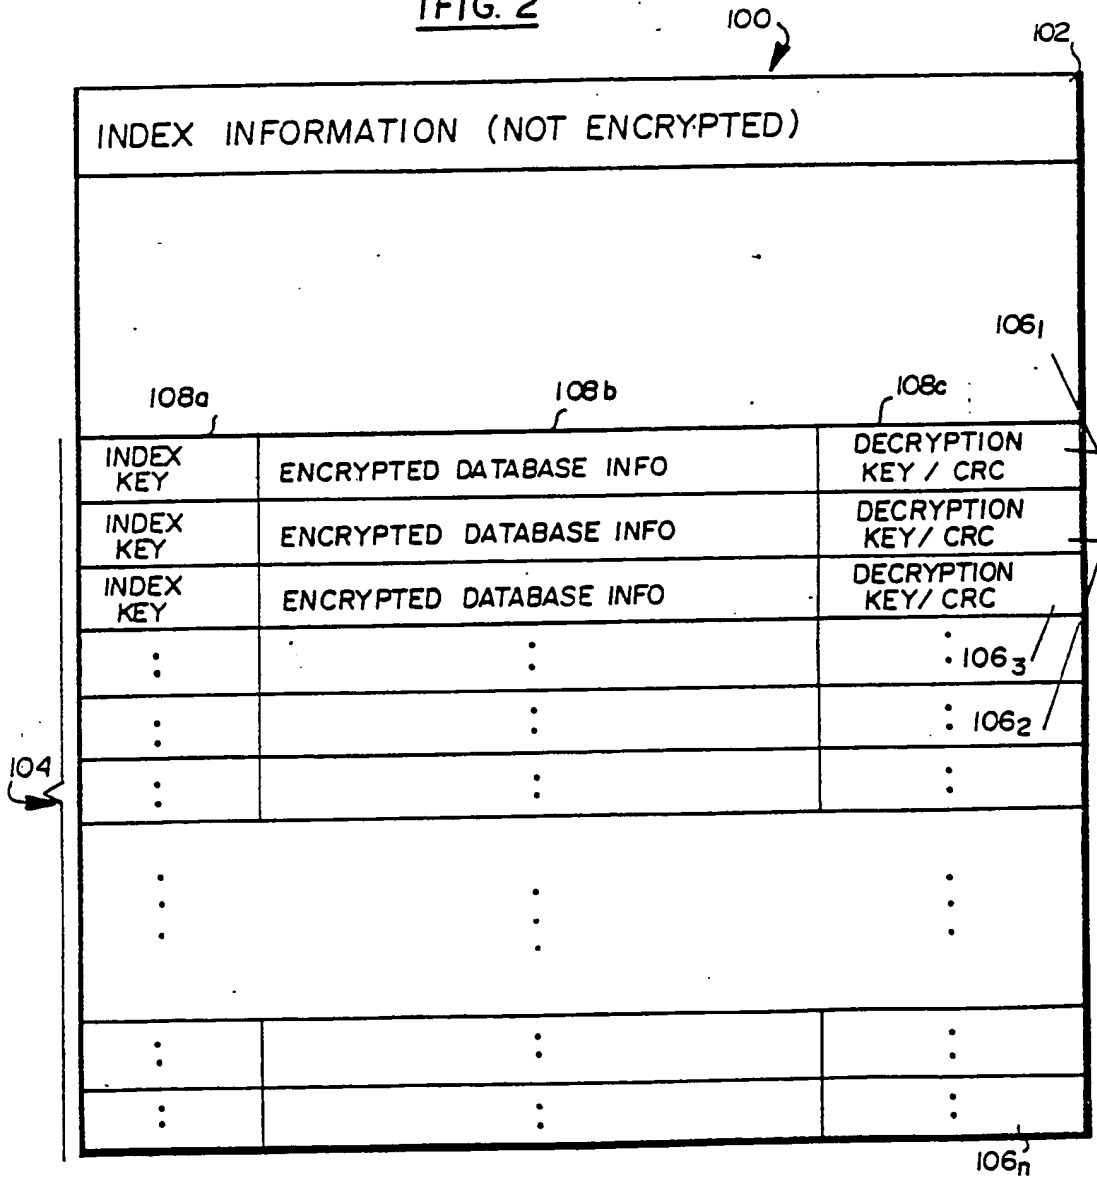 FIG. 2
100
102
INDEX INFORMATION (NOT ENCRYPTED)
106₁
108a
108b
108c
INDEX KEY
ENCRYPTED DATABASE INFO
DECRYPTION KEY / CRC
INDEX KEY
ENCRYPTED DATABASE INFO
DECRYPTION KEY/ CRC
INDEX KEY
ENCRYPTED DATABASE INFO
DECRYPTION KEY/ CRC
106₃
106₂
104
106n